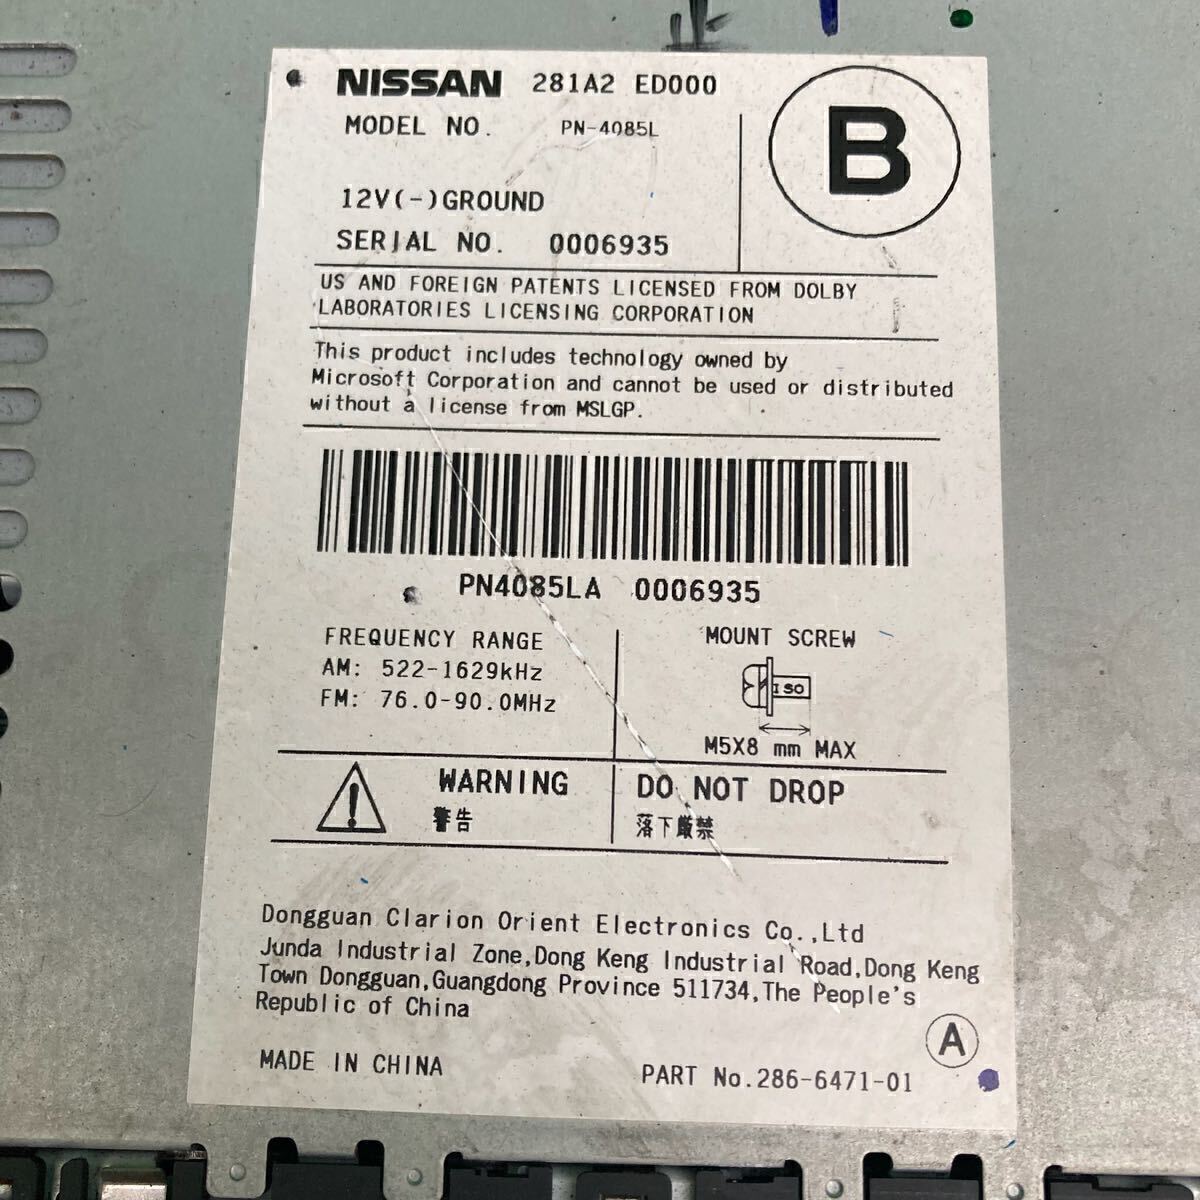 NISSAN 281A2 ED000
MODEL NO. PN-4085L
B
12V(-)GROUND
SERIAL NO. 0006935
US AND FOREIGN PATENTS LICENSED FROM DOLBY
LABORATORIES LICENSING CORPORATION
This product includes technology owned by
Microsoft Corporation and cannot be used or distributed
without a license from MSLGP.
PN4085LA 0006935
FREQUENCY RANGE
AM: 522-1629kHz
FM: 76.0-90.0MHz
MOUNT SCREW
ISO
M5X8 mm MAX
WARNING
警告
DO NOT DROP
落下厳禁
Dongguan Clarion Orient Electronics Co.,Ltd
Junda Industrial Zone,Dong Keng Industrial Road,Dong Keng
Town Dongguan,Guangdong Province 511734,The People's
Republic of China
A
MADE IN CHINA
PART No.286-6471-01